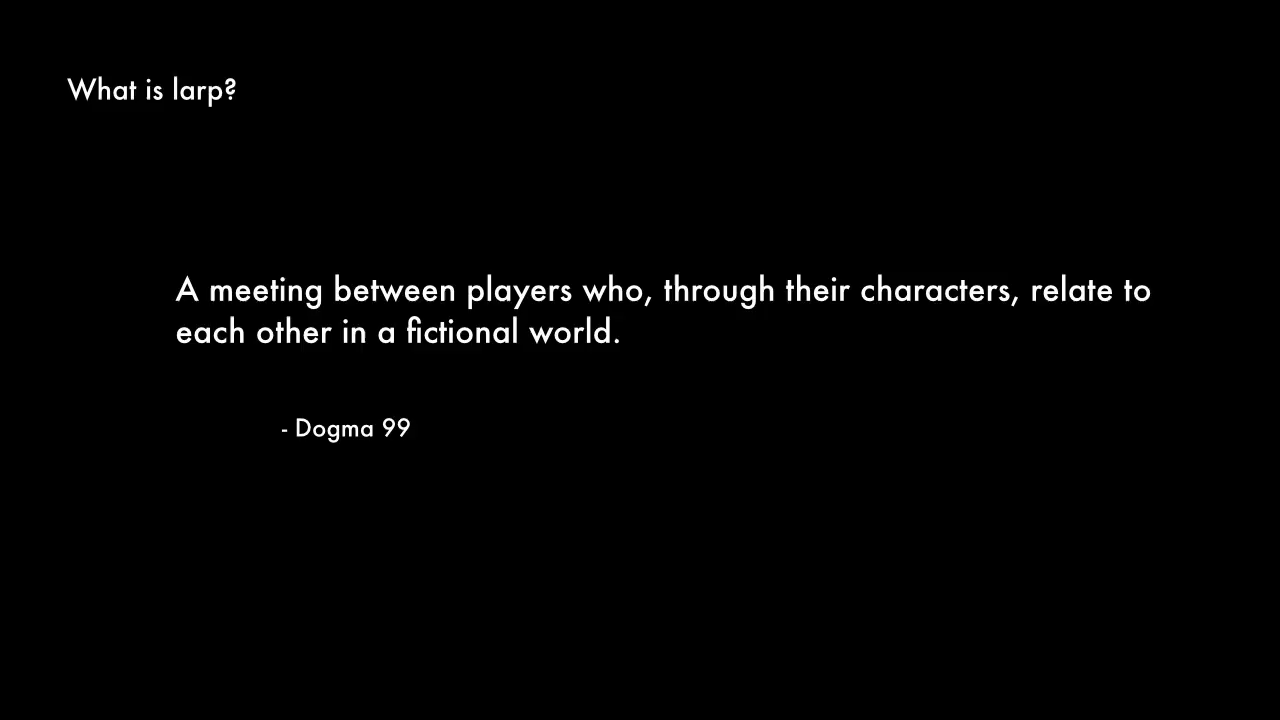 What is larp?
A meeting between players who, through their characters, relate to
each other in a fictional world.
- Dogma 99